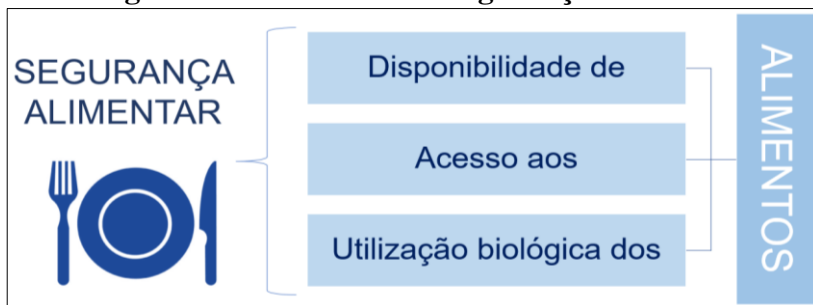 SEGURANÇA
ALIMENTAR
Disponibilidade de
Acesso aos
Utilização biológica dos
ALIMENTOS